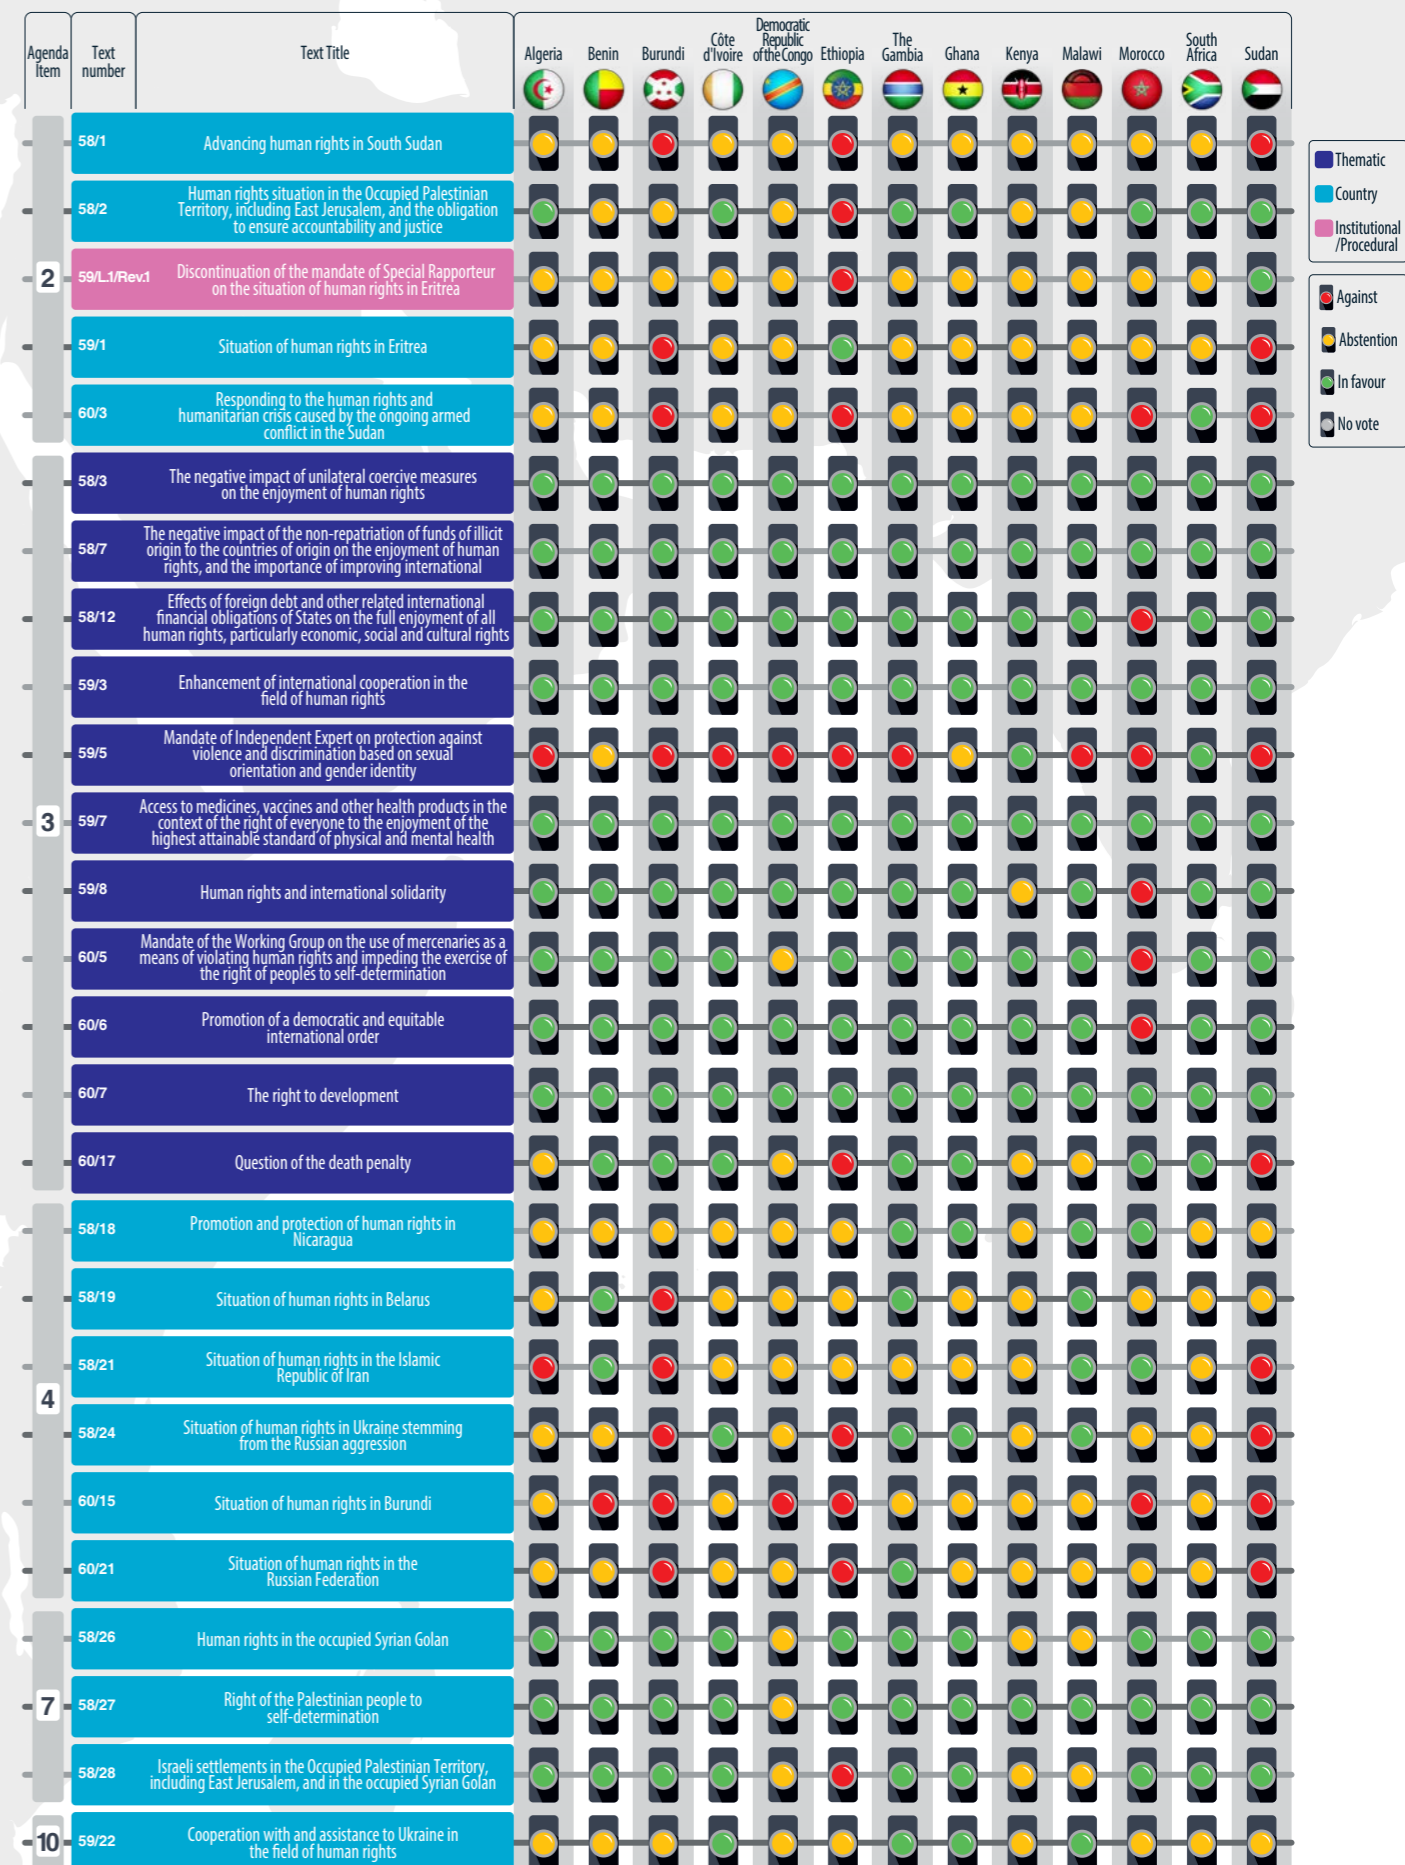 Agenda
Item
Text
number
Text Title
Algeria
Benin
Burundi
Côte
d'Ivoire
Democratic
Republic
of the Congo
Ethiopia
The
Gambia
Ghana
Kenya
Malawi
Morocco
South
Africa
Sudan
2
58/1
Advancing human rights in South Sudan
58/2
Human rights situation in the Occupied Palestinian
Territory, including East Jerusalem, and the obligation
to ensure accountability and justice
59/L.1/Rev.1
Discontinuation of the mandate of Special Rapporteur
on the situation of human rights in Eritrea
59/1
Situation of human rights in Eritrea
60/3
Responding to the human rights and
humanitarian crisis caused by the ongoing armed
conflict in the Sudan
3
58/3
The negative impact of unilateral coercive measures
on the enjoyment of human rights
58/7
The negative impact of the non-repatriation of funds of illicit
origin to the countries of origin on the enjoyment of human
rights, and the importance of improving international
58/12
Effects of foreign debt and other related international
financial obligations of States on the full enjoyment of all
human rights, particularly economic, social and cultural rights
59/3
Enhancement of international cooperation in the
field of human rights
59/5
Mandate of Independent Expert on protection against
violence and discrimination based on sexual
orientation and gender identity
59/7
Access to medicines, vaccines and other health products in the
context of the right of everyone to the enjoyment of the
highest attainable standard of physical and mental health
59/8
Human rights and international solidarity
60/5
Mandate of the Working Group on the use of mercenaries as a
means of violating human rights and impeding the exercise of
the right of peoples to self-determination
60/6
Promotion of a democratic and equitable
international order
60/7
The right to development
60/17
Question of the death penalty
4
58/18
Promotion and protection of human rights in
Nicaragua
58/19
Situation of human rights in Belarus
58/21
Situation of human rights in the Islamic
Republic of Iran
58/24
Situation of human rights in Ukraine stemming
from the Russian aggression
60/15
Situation of human rights in Burundi
60/21
Situation of human rights in the
Russian Federation
7
58/26
Human rights in the occupied Syrian Golan
58/27
Right of the Palestinian people to
self-determination
58/28
Israeli settlements in the Occupied Palestinian Territory,
including East Jerusalem, and in the occupied Syrian Golan
10
59/22
Cooperation with and assistance to Ukraine in
the field of human rights
Thematic
Country
Institutional
/Procedural
Against
Abstention
In favour
No vote